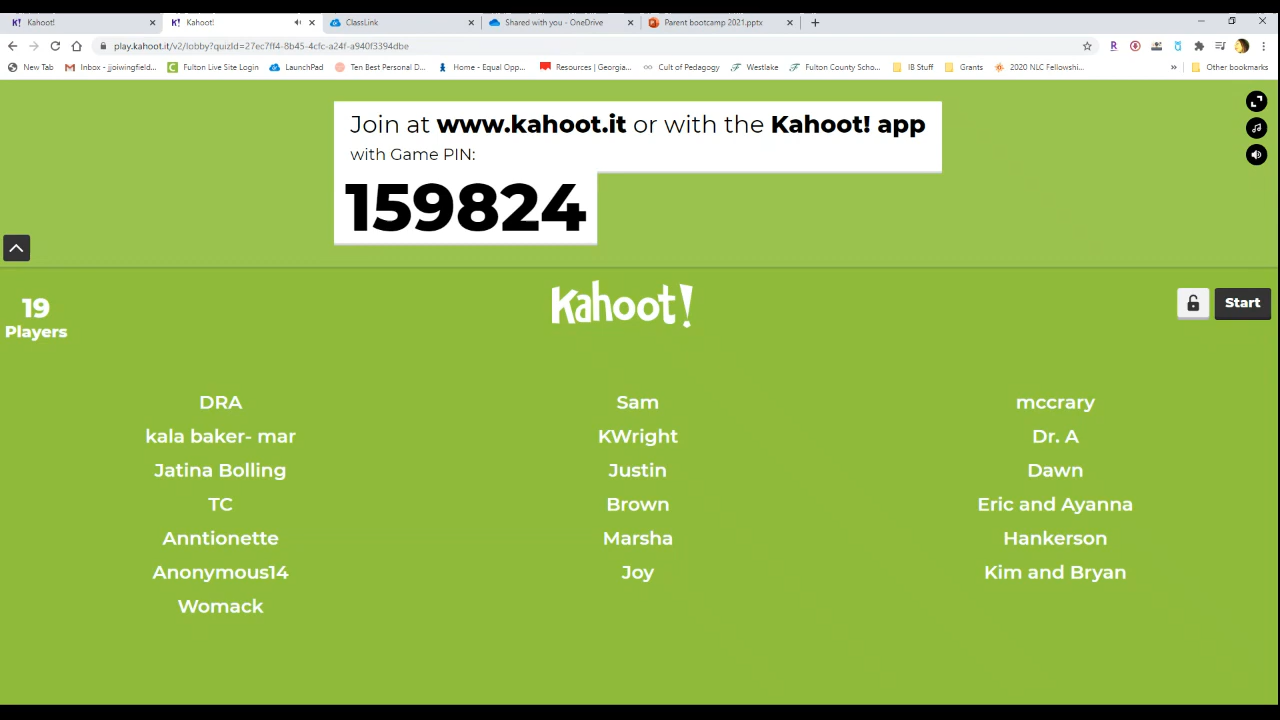 Kahoot!
Kahoot!
ClassLink
Shared with you - OneDrive
Parent bootcamp 2021.pptx
play.kahoot.it/v2/lobby?quizId=27ec7ff4-8b45-4cfc-a24f-a940f3394dbe
New Tab
Inbox - jjoiwingfield...
Fulton Live Site Login
LaunchPad
Ten Best Personal D...
Home - Equal Opp...
Resources | Georgia...
Cult of Pedagogy
Westlake
Fulton County Scho...
IB Stuff
Grants
2020 NLC Fellowshi...
Other bookmarks
Join at www.kahoot.it or with the Kahoot! app
with Game PIN:
159824
19
Players
Kahoot!
Start
DRA
Sam
mccrary
kala baker- mar
KWright
Dr. A
Jatina Bolling
Justin
Dawn
TC
Brown
Eric and Ayanna
Anntionette
Marsha
Hankerson
Anonymous14
Joy
Kim and Bryan
Womack